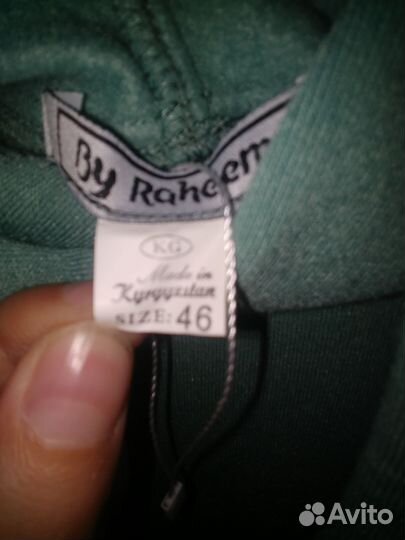 By Raheem
KG
Made in
Kyrgyzstan
SIZE: 46
Avito